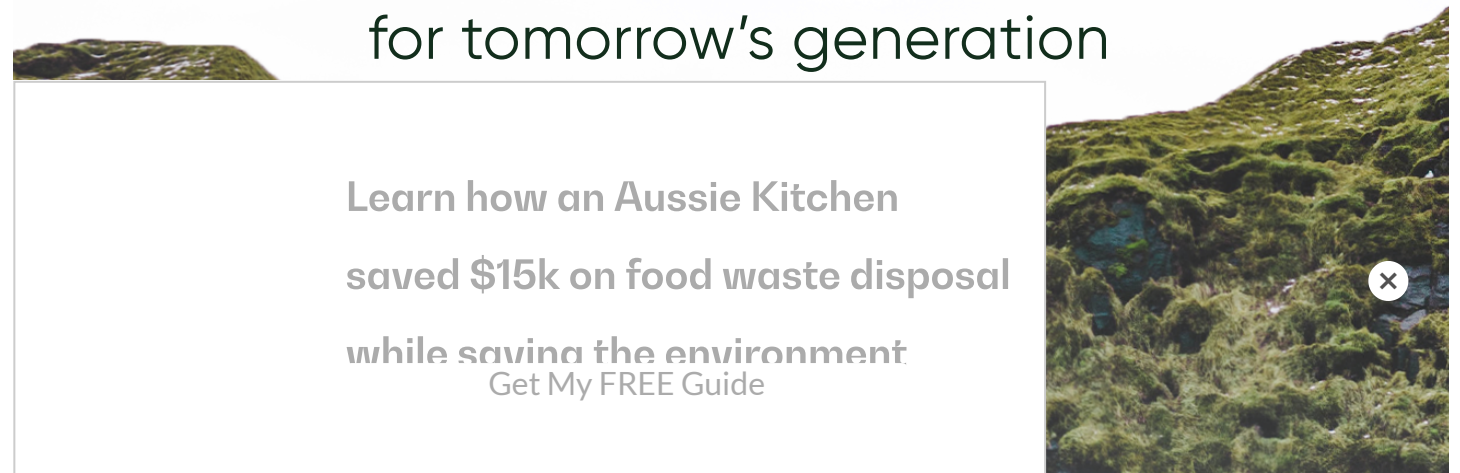 for tomorrow's generation
Learn how an Aussie Kitchen
saved $15k on food waste disposal
while saving the environment
Get My FREE Guide